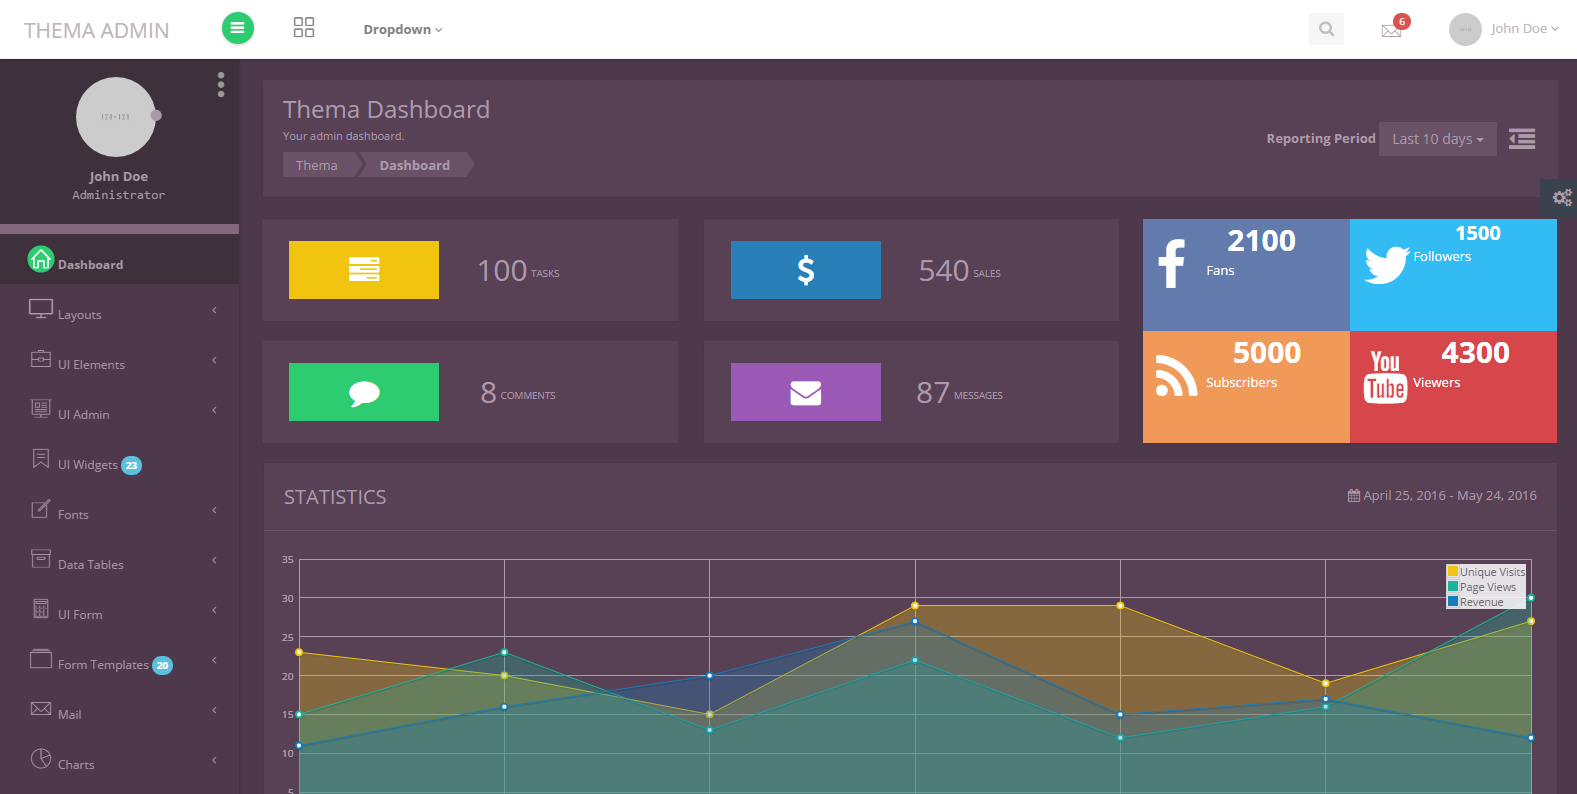 THEMA ADMIN
Dropdown
6
John Doe
John Doe
Administrator
Dashboard
Layouts
UI Elements
UI Admin
UI Widgets 23
Fonts
Data Tables
UI Form
Form Templates 20
Mail
Charts
Thema Dashboard
Your admin dashboard.
Thema Dashboard
Reporting Period Last 10 days
100 TASKS
540 SALES
8 COMMENTS
87 MESSAGES
2100
Fans
1500
Followers
5000
Subscribers
You
Tube
4300
Viewers
STATISTICS
April 25, 2016 - May 24, 2016
35
30
25
20
15
10
5
Unique Visits
Page Views
Revenue